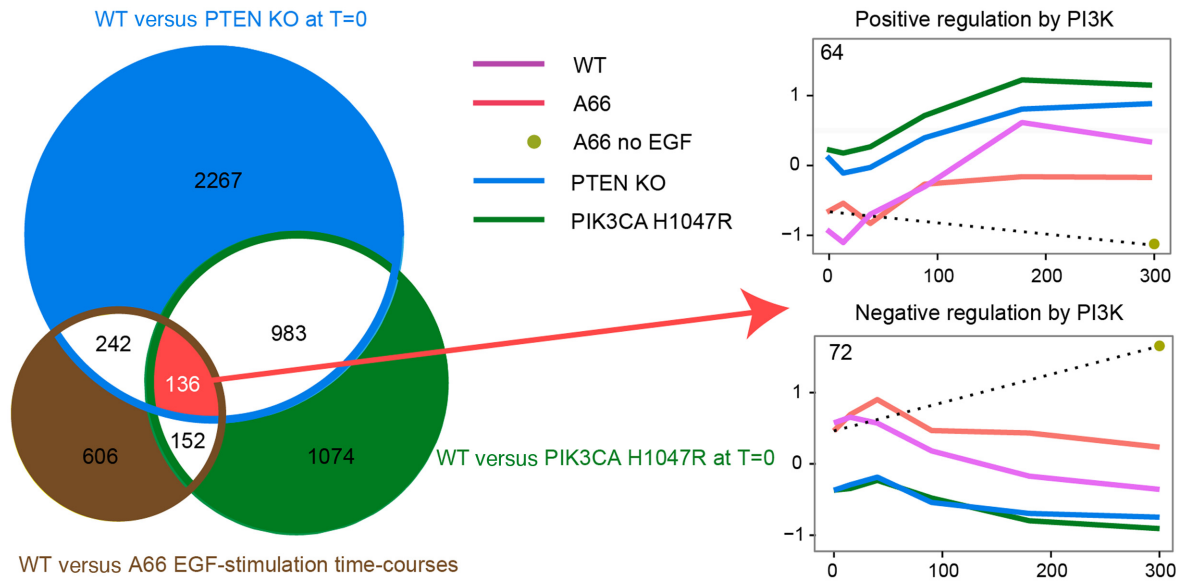 WT versus PTEN KO at T=0
2267
242
983
136
152
606
1074
WT versus PIK3CA H1047R at T=0
WT versus A66 EGF-stimulation time-courses
WT
A66
A66 no EGF
PTEN KO
PIK3CA H1047R
Positive regulation by PI3K
64
1
0
−1
0
100
200
300
Negative regulation by PI3K
72
1
0
−1
0
100
200
300